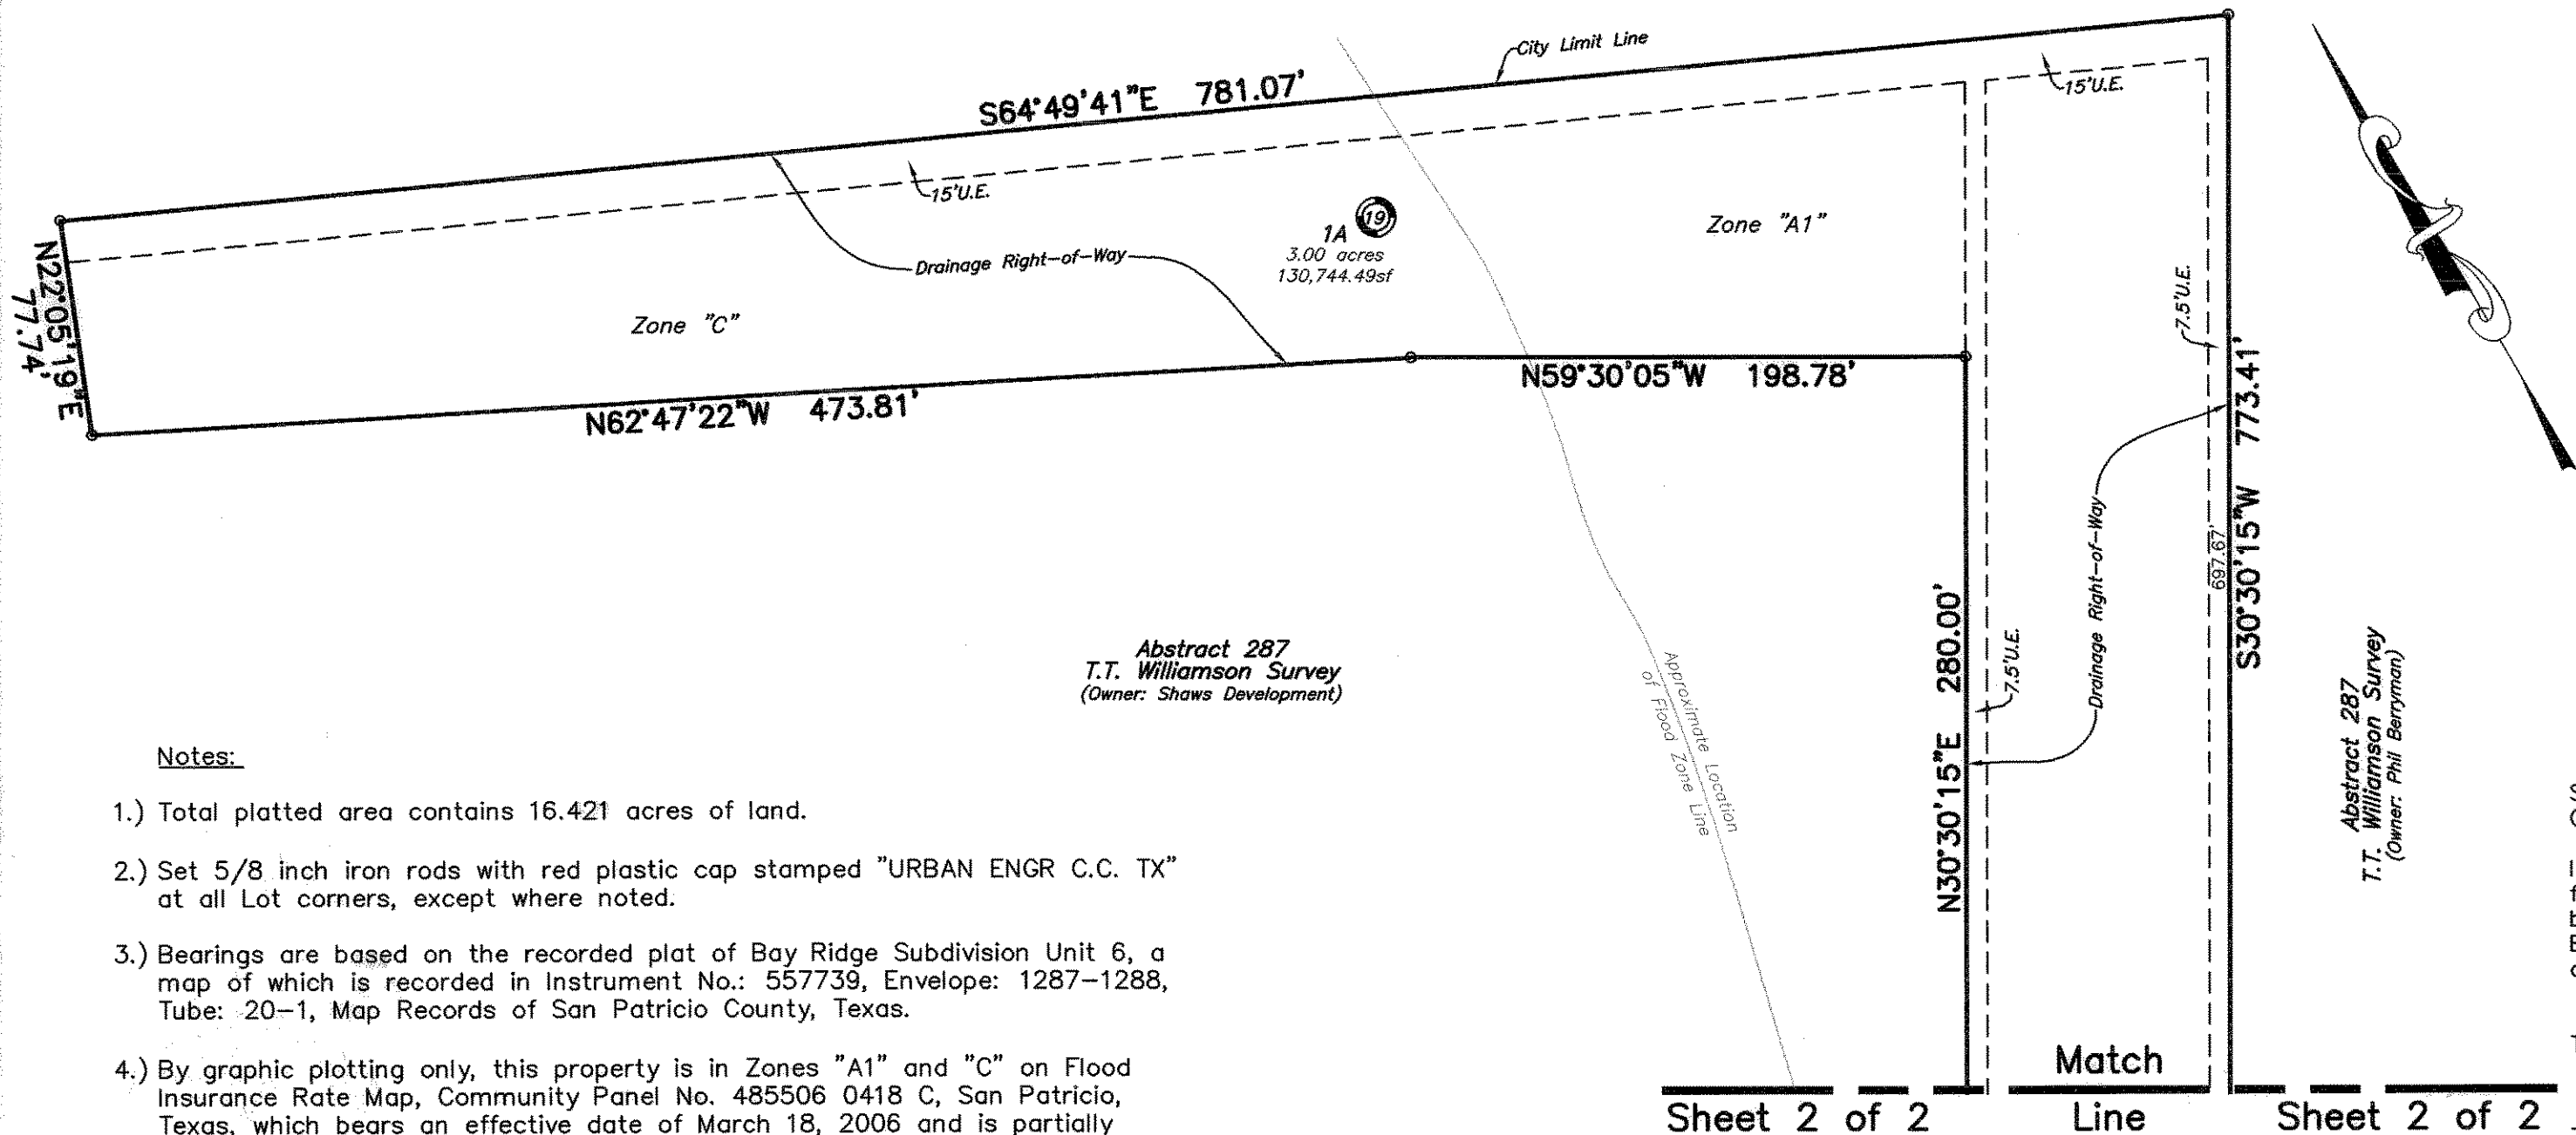 City Limit Line
S64°49'41"E 781.07'
15'U.E.
15'U.E.
N22°05'19"E
77.74'
1A
19
3.00 acres
130,744.49sf
Zone "A1"
Drainage Right-of-Way
Zone "C"
7.5'U.E.
N59°30'05"W 198.78'
N62°47'22"W 473.81'
S30°30'15"W 773.41'
697.67'
Drainage Right-of-Way
N30°30'15"E 280.00'
7.5'U.E.
Abstract 287
T.T. Williamson Survey
(Owner: Shaws Development)
Approximate Location
of Flood Zone Line
Abstract 287
T.T. Williamson Survey
(Owner: Phil Berryman)
Notes:
1.) Total platted area contains 16.421 acres of land.
2.) Set 5/8 inch iron rods with red plastic cap stamped "URBAN ENGR C.C. TX"
at all Lot corners, except where noted.
3.) Bearings are based on the recorded plat of Bay Ridge Subdivision Unit 6, a
map of which is recorded in Instrument No.: 557739, Envelope: 1287-1288,
Tube: 20-1, Map Records of San Patricio County, Texas.
4.) By graphic plotting only, this property is in Zones "A1" and "C" on Flood
Insurance Rate Map, Community Panel No. 485506 0418 C, San Patricio,
Texas, which bears an effective date of March 18, 2006 and is partially
Match
Sheet 2 of 2 Line Sheet 2 of 2